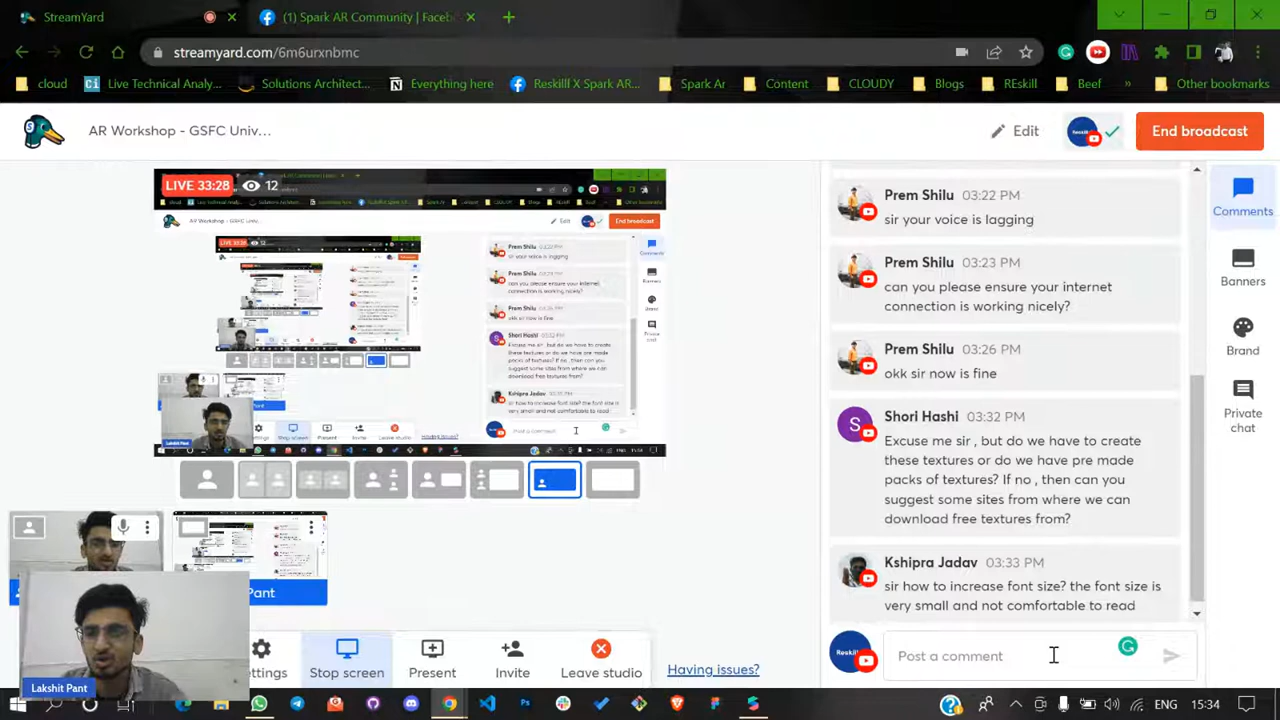 StreamYard
(1) Spark AR Community | Faceb
streamyard.com/6m6urxnbmc
cloud
Live Technical Analy...
Solutions Architect...
Everything here
Reskilll X Spark AR...
Spark Ar
Content
CLOUDY
Blogs
REskill
Beef
»
Other bookmarks
AR Workshop - GSFC Univ...
Edit
End broadcast
LIVE 33:28 12
Prem Shilu 03:22 PM
sir your voice is lagging
Prem Shilu 03:23 PM
can you please ensure your internet
connection is working nicely?
Prem Shilu 03:26 PM
okk sir now is fine
Shori Hashi 03:32 PM
Excuse me sir , but do we have to create
these textures or do we have pre made
packs of textures? If no , then can you
suggest some sites from where we can
download free textures from?
Kshipra Jadav 03:33 PM
sir how to increase font size? the font size is
very small and not comfortable to read
Post a comment
Comments
Banners
Brand
Private
chat
Pant
Lakshit Pant
ettings
Stop screen
Present
Invite
Leave studio
Having issues?
Lakshit Pant
ENG
15:34